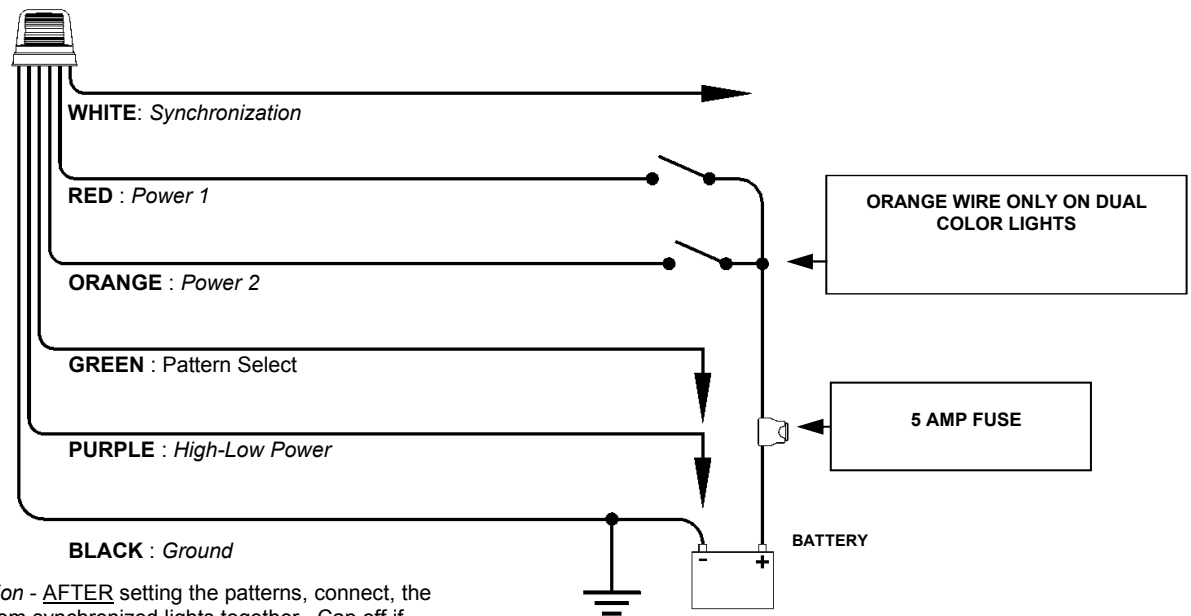 WHITE: Synchronization
RED : Power 1
ORANGE WIRE ONLY ON DUAL
COLOR LIGHTS
ORANGE : Power 2
GREEN : Pattern Select
5 AMP FUSE
PURPLE : High-Low Power
BLACK : Ground
BATTERY
- +
ion - AFTER setting the patterns, connect, the
om synchronized lights together. Cap off if